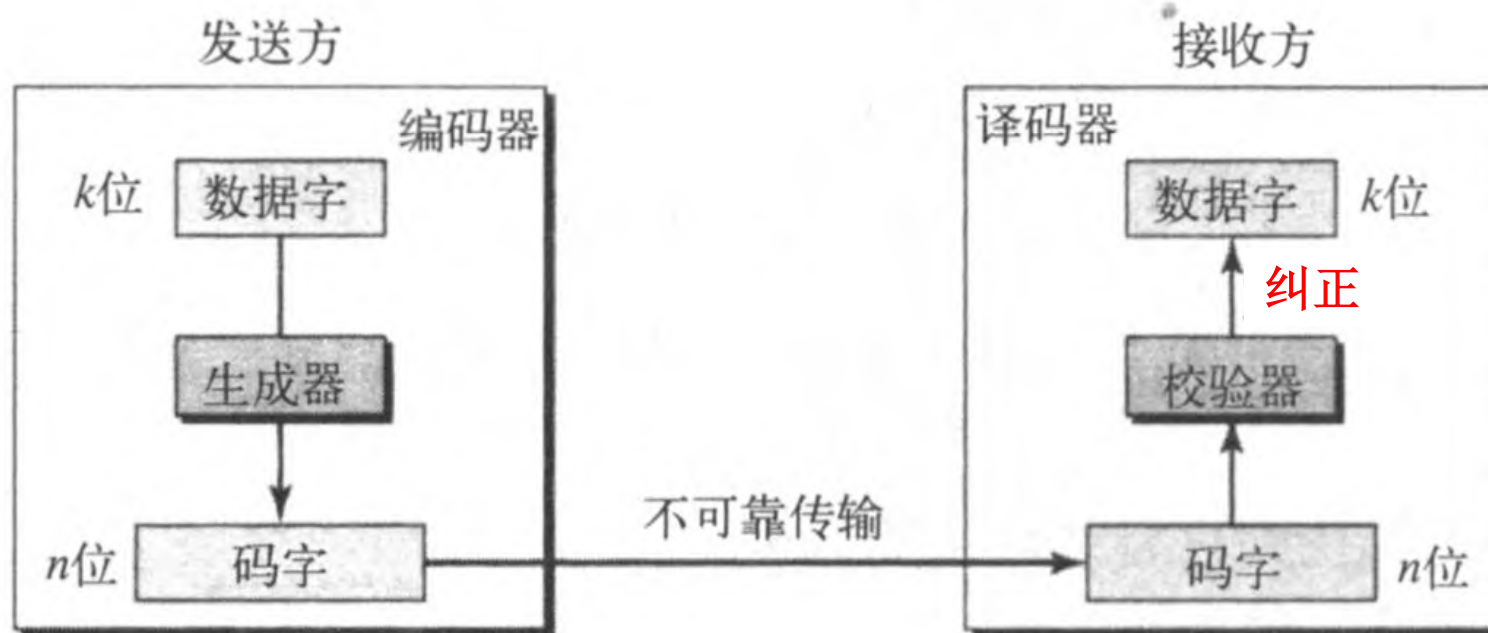 发送方
编码器
k位
数据字
生成器
n位
码字
不可靠传输
接收方
译码器
数据字
k位
纠正
校验器
码字
n位